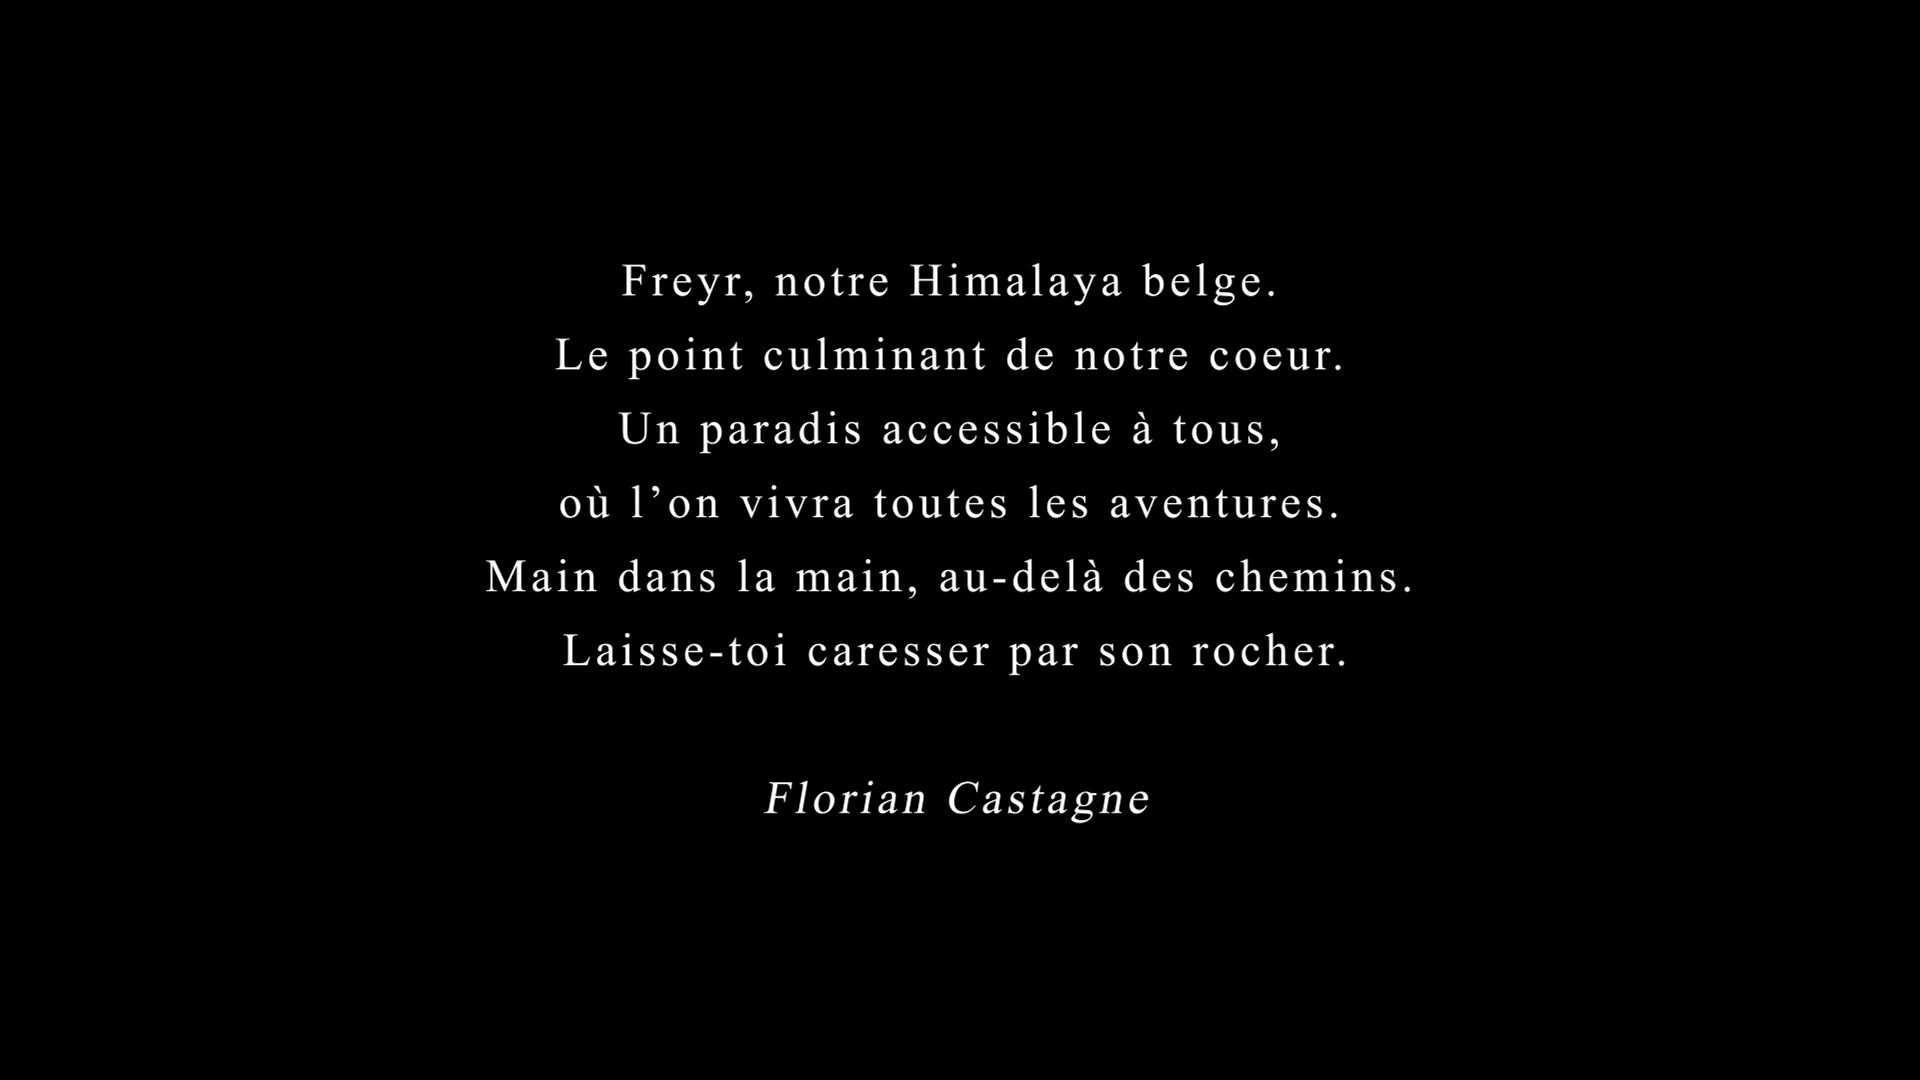 Freyr, notre Himalaya belge.
Le point culminant de notre coeur.
Un paradis accessible à tous,
où l’on vivra toutes les aventures.
Main dans la main, au-delà des chemins.
Laisse-toi caresser par son rocher.
Florian Castagne